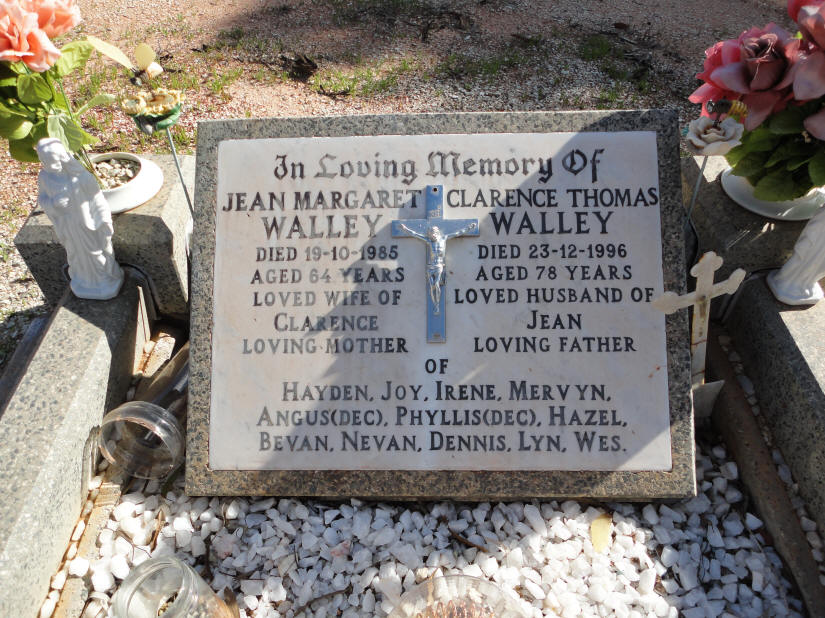 In Loving Memory Of
JEAN MARGARET CLARENCE THOMAS
WALLEY WALLEY
DIED 19-10-1985 DIED 23-12-1996
AGED 64 YEARS AGED 78 YEARS
LOVED WIFE OF LOVED HUSBAND OF
CLARENCE JEAN
LOVING MOTHER LOVING FATHER
OF
HAYDEN, JOY, IRENE, MERVYN,
ANGUS(DEC), PHYLLIS(DEC), HAZEL,
BEVAN, NEVAN, DENNIS, LYN, WES.